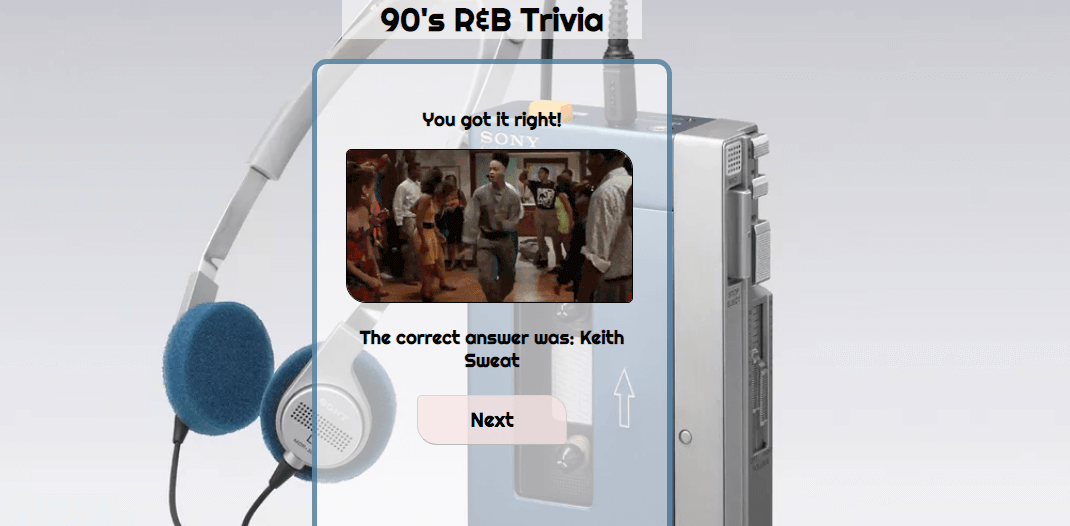 90's R&B Trivia
You got it right!
SONY
The correct answer was: Keith
Sweat
Next